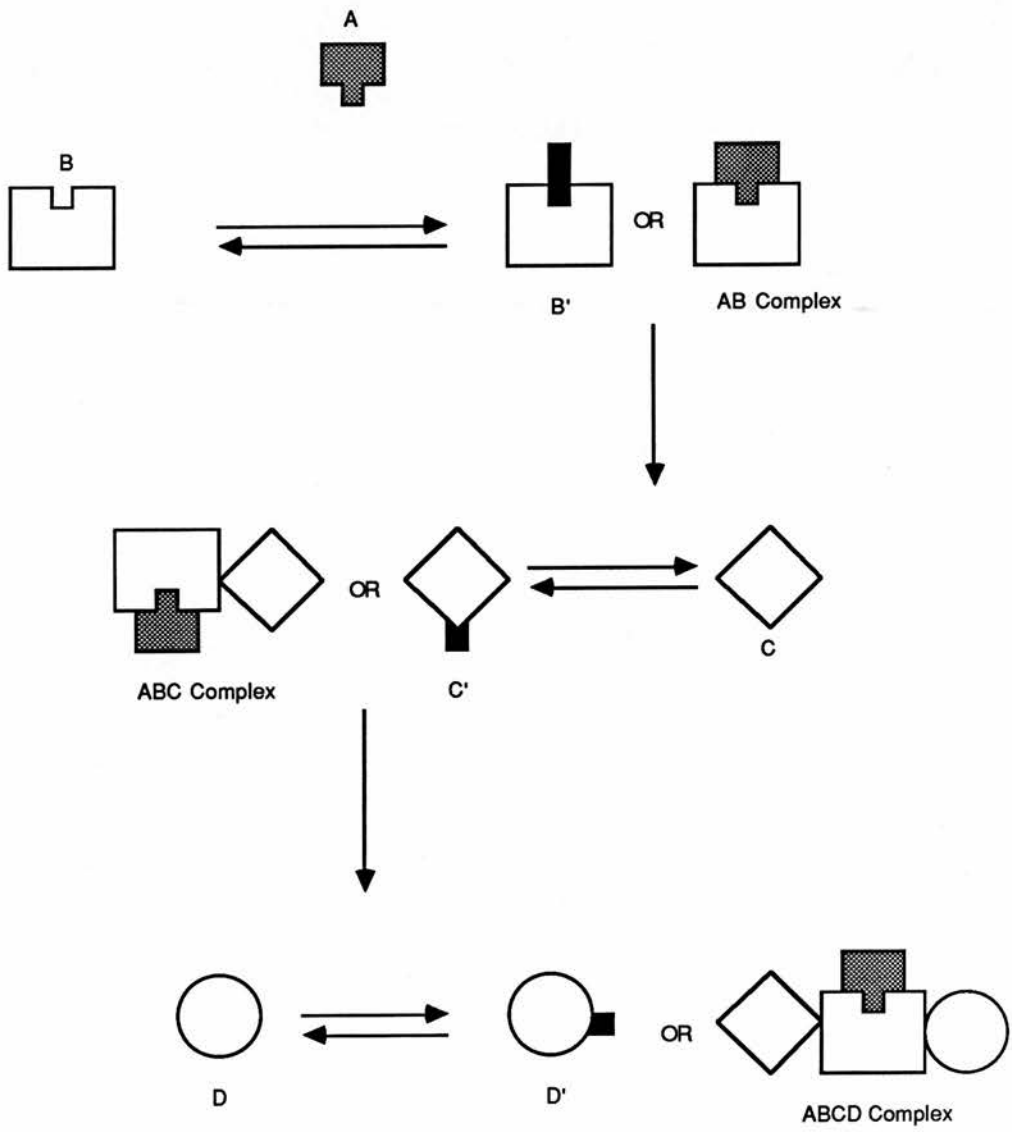 A
B
OR
B'
AB Complex
OR
C
ABC Complex
C'
OR
D
D'
ABCD Complex